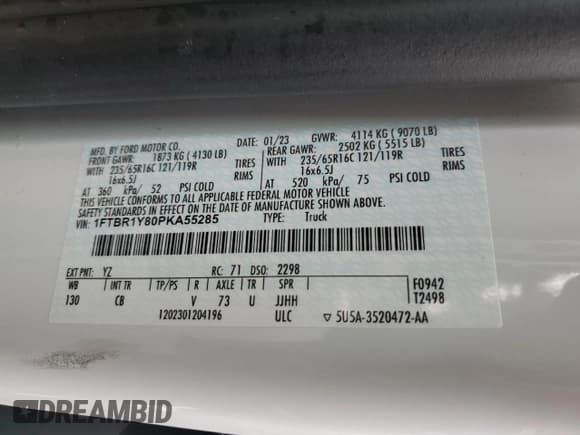 MFD. BY FORD MOTOR CO.
DATE: 01/23 GVWR: 4114 KG ( 9070 LB)
FRONT GAWR: 1873 KG ( 4130 LB)
REAR GAWR: 2502 KG ( 5515 LB)
WITH 235/65R16C 121/119R TIRES
WITH 235/65R16C 121/119R TIRES
16x6.5J RIMS
16x6.5J RIMS
AT 360 kPa/ 52 PSI COLD
AT 520 kPa/ 75 PSI COLD
THIS VEHICLE CONFORMS TO ALL APPLICABLE FEDERAL MOTOR VEHICLE
SAFETY STANDARDS IN EFFECT ON THE DATE OF MANUFACTURE SHOWN ABOVE.
VIN: 1FTBR1Y80PKA55285 TYPE: Truck
EXT PNT: YZ RC: 71 DSO: 2298
WB INT TR TP/PS R AXLE TR SPR F0942
130 CB V 73 U JJHH T2498
1202301204196 ULC ▽ 5U5A-3520472-AA
DREAMBID